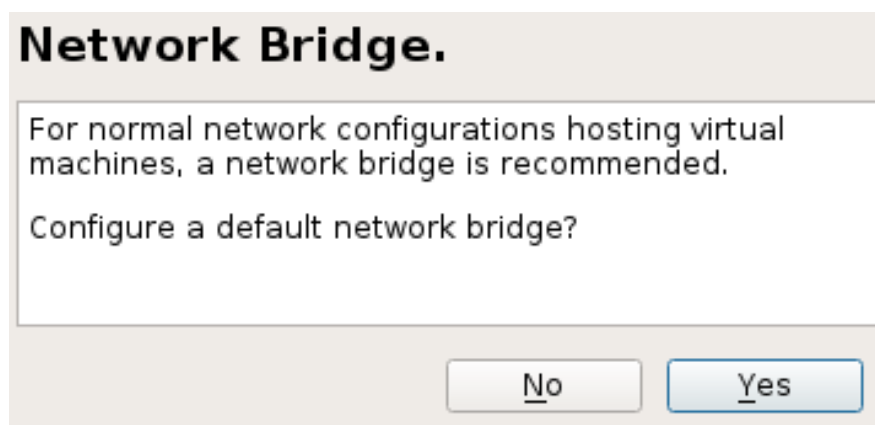 Network Bridge.
For normal network configurations hosting virtual
machines, a network bridge is recommended.
Configure a default network bridge?
No
Yes